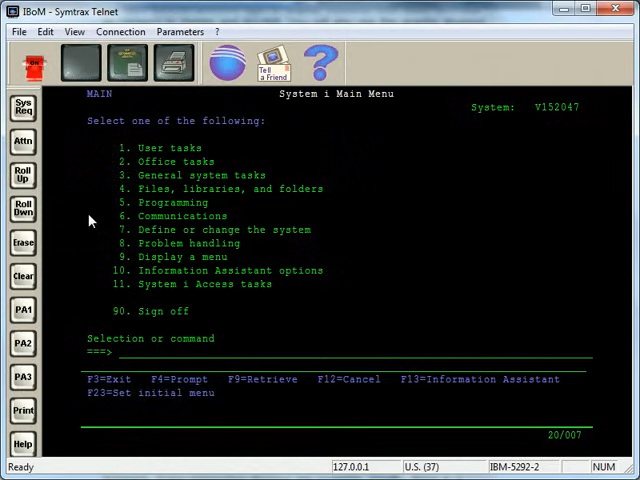 IBoM - Symtrax Telnet
File Edit View Connection Parameters ?
ON
Tell a Friend
?
MAIN System i Main Menu
System: V152047
Select one of the following:
1. User tasks
2. Office tasks
3. General system tasks
4. Files, libraries, and folders
5. Programming
6. Communications
7. Define or change the system
8. Problem handling
9. Display a menu
10. Information Assistant options
11. System i Access tasks
90. Sign off
Selection or command
===>
F3=Exit F4=Prompt F9=Retrieve F12=Cancel F13=Information Assistant
F23=Set initial menu
20/007
Sys Req
Attn
Roll Up
Roll Dwn
Erase
Clear
PA1
PA2
PA3
Print
Help
Ready 127.0.0.1 U.S. (37) IBM-5292-2 NUM